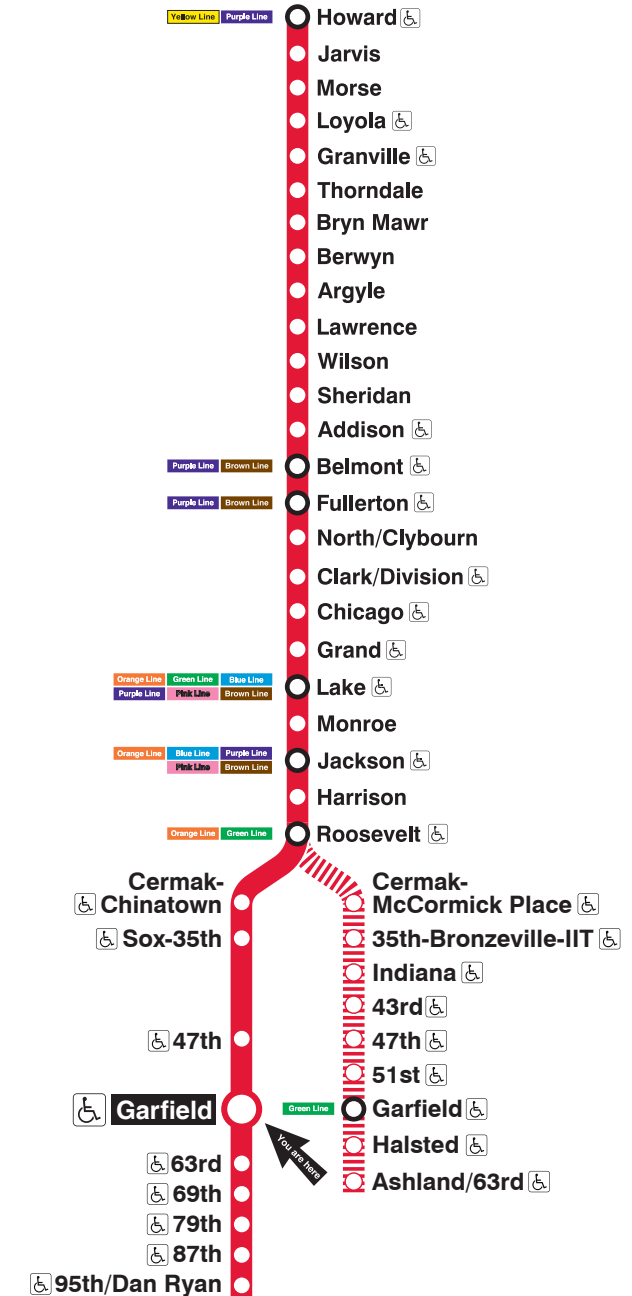 Yellow Line Purple Line Howard
Jarvis
Morse
Loyola
Granville
Thorndale
Bryn Mawr
Berwyn
Argyle
Lawrence
Wilson
Sheridan
Addison
Purple Line Brown Line Belmont
Purple Line Brown Line Fullerton
North/Clybourn
Clark/Division
Chicago
Grand
Orange Line Green Line Blue Line
Purple Line Pink Line Brown Line
Lake
Monroe
Orange Line Blue Line Purple Line
Pink Line Brown Line
Jackson
Harrison
Orange Line Green Line Roosevelt
Cermak-
Chinatown
Sox-35th
47th
Garfield
You are here
63rd
69th
79th
87th
95th/Dan Ryan
Cermak-
McCormick Place
35th-Bronzeville-IIT
Indiana
43rd
47th
51st
Green Line Garfield
Halsted
Ashland/63rd